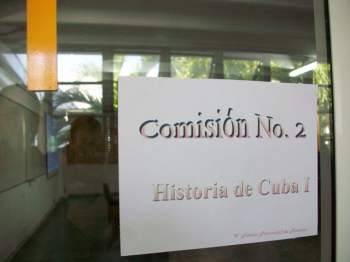 Comisión No. 2
Historia de Cuba I